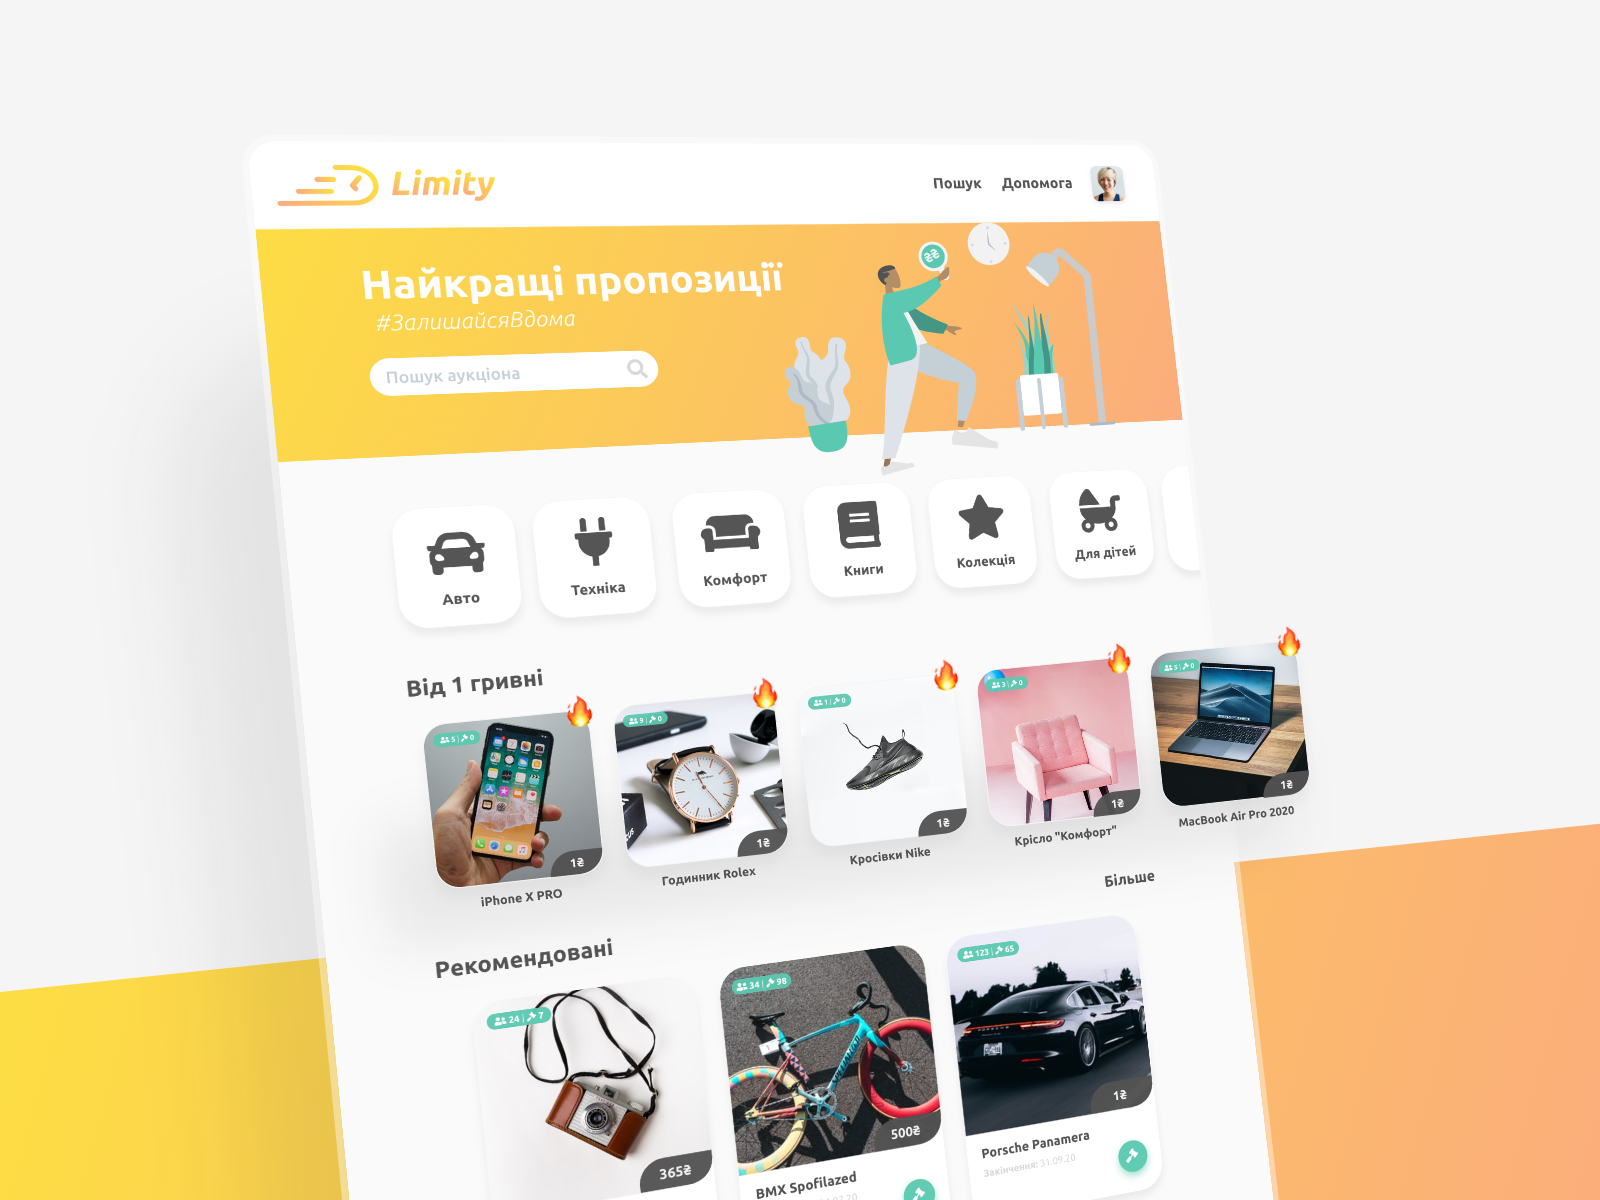 Limity
Пошук
Допомога
Найкращі пропозиції
#ЗалишайсяВдома
Пошук аукціона
₴₴
Авто
Техніка
Комфорт
Книги
Колекція
Для дітей
Від 1 гривні
5 | 0
1₴
iPhone X PRO
9 | 0
1₴
Годинник Rolex
1 | 0
1₴
Кросівки Nike
3 | 0
1₴
Крісло "Комфорт"
5 | 0
1₴
MacBook Air Pro 2020
Більше
Рекомендовані
24 | 7
365₴
34 | 98
500₴
BMX Spofilazed
123 | 65
1₴
Porsche Panamera
Закінчення: 31.09.20